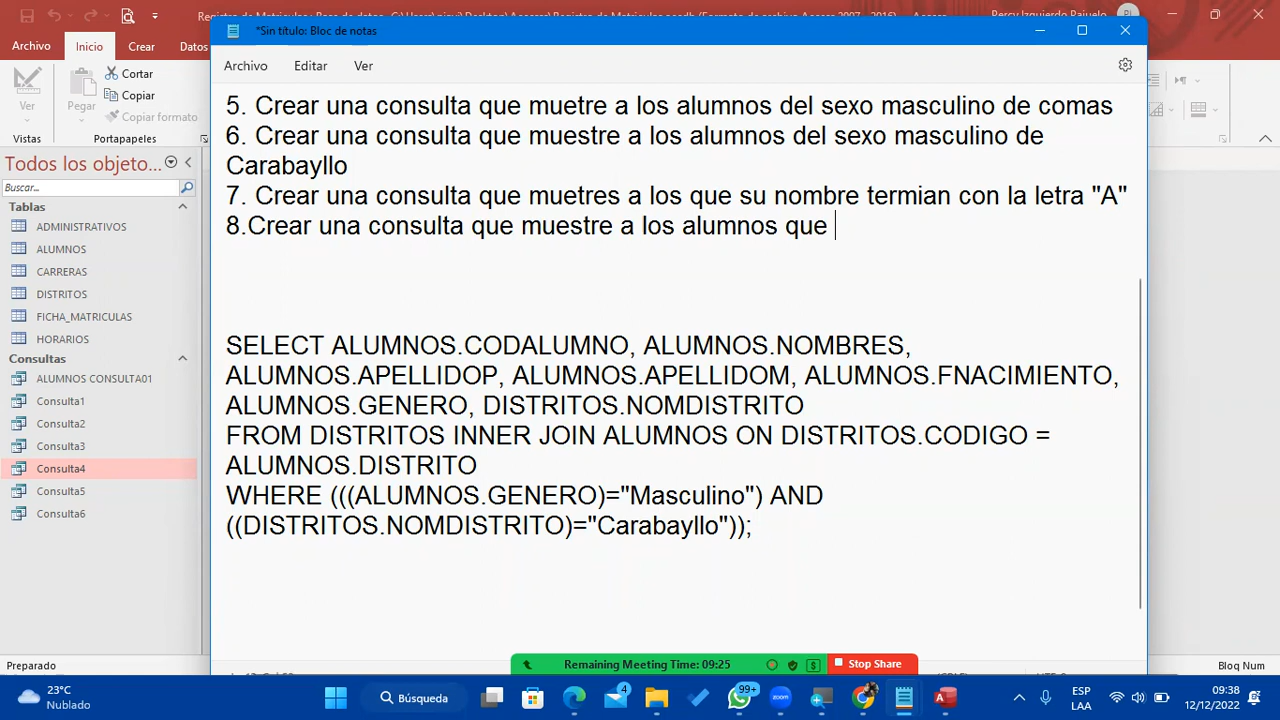 *Sin título: Bloc de notas
Archivo Inicio Crear Datos
Archivo Editar Ver
Ver
Pegar
Cortar
Copiar
Copiar formato
Vistas Portapapeles
Todos los objeto...
Buscar...
Tablas
ADMINISTRATIVOS
ALUMNOS
CARRERAS
DISTRITOS
FICHA_MATRICULAS
HORARIOS
Consultas
ALUMNOS CONSULTA01
Consulta1
Consulta2
Consulta3
Consulta4
Consulta5
Consulta6
5. Crear una consulta que muetre a los alumnos del sexo masculino de comas
6. Crear una consulta que muestre a los alumnos del sexo masculino de
Carabayllo
7. Crear una consulta que muetres a los que su nombre termian con la letra "A"
8.Crear una consulta que muestre a los alumnos que
SELECT ALUMNOS.CODALUMNO, ALUMNOS.NOMBRES,
ALUMNOS.APELLIDOP, ALUMNOS.APELLIDOM, ALUMNOS.FNACIMIENTO,
ALUMNOS.GENERO, DISTRITOS.NOMDISTRITO
FROM DISTRITOS INNER JOIN ALUMNOS ON DISTRITOS.CODIGO =
ALUMNOS.DISTRITO
WHERE (((ALUMNOS.GENERO)="Masculino") AND
((DISTRITOS.NOMDISTRITO)="Carabayllo"));
Preparado
Remaining Meeting Time: 09:25 Stop Share
Bloq Num
23°C
Nublado
Búsqueda
4
99+
ESP
LAA
09:38
12/12/2022